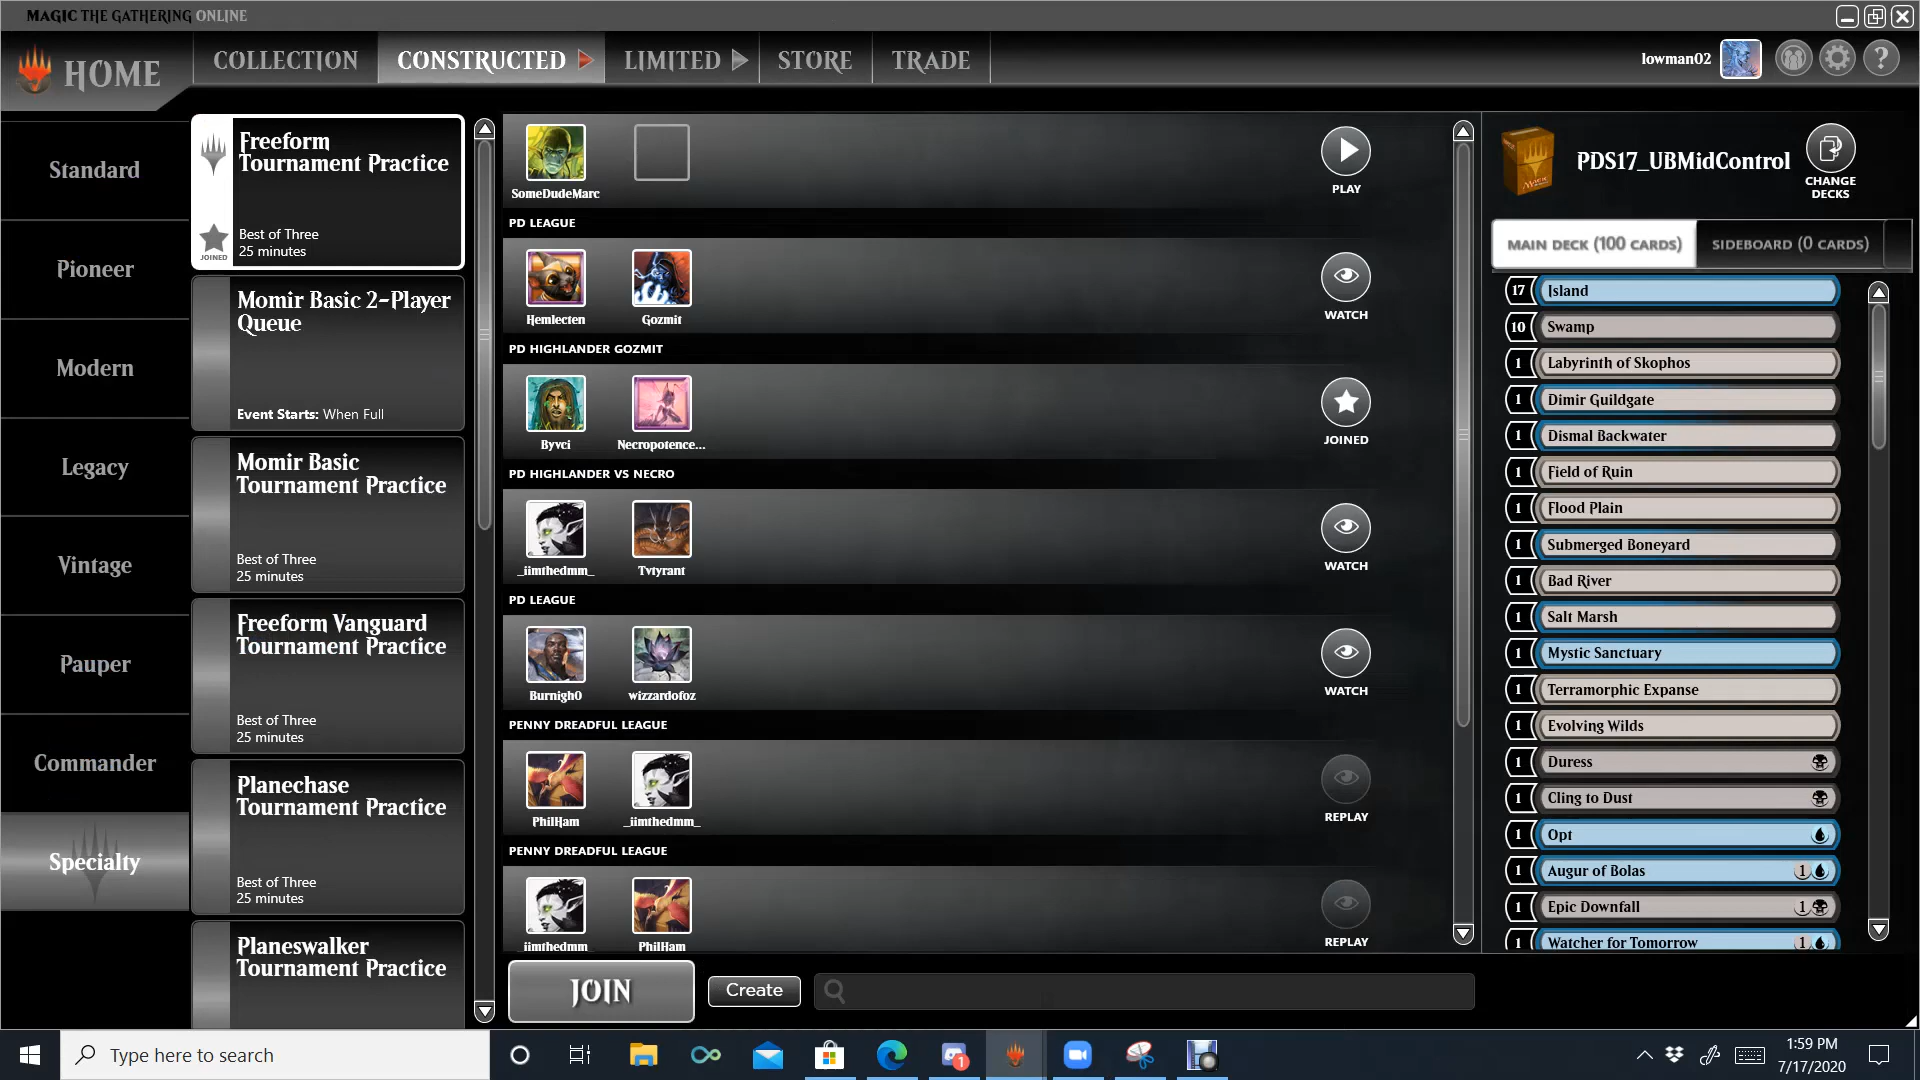 MAGIC THE GATHERING ONLINE
HOME
COLLECTION
CONSTRUCTED
LIMITED
STORE
TRADE
lowman02
?
Standard
Pioneer
Modern
Legacy
Vintage
Pauper
Commander
Specialty
Freeform
Tournament Practice
JOINED
Best of Three
25 minutes
Momir Basic 2-Player
Queue
Event Starts: When Full
Momir Basic
Tournament Practice
Best of Three
25 minutes
Freeform Vanguard
Tournament Practice
Best of Three
25 minutes
Planechase
Tournament Practice
Best of Three
25 minutes
Planeswalker
Tournament Practice
SomeDudeMarc
PLAY
PD LEAGUE
Hemlecten
Gozmit
WATCH
PD HIGHLANDER GOZMIT
Byvci
Necropotence...
JOINED
PD HIGHLANDER VS NECRO
_iimthedmm_
Tvtyrant
WATCH
PD LEAGUE
Burnigh0
wizzardofoz
WATCH
PENNY DREADFUL LEAGUE
PhilHam
_iimthedmm_
REPLAY
PENNY DREADFUL LEAGUE
_iimthedmm_
PhilHam
REPLAY
JOIN
Create
PDS17_UBMidControl
CHANGE
DECKS
MAIN DECK (100 CARDS)
SIDEBOARD (0 CARDS)
17 Island
10 Swamp
1 Labyrinth of Skophos
1 Dimir Guildgate
1 Dismal Backwater
1 Field of Ruin
1 Flood Plain
1 Submerged Boneyard
1 Bad River
1 Salt Marsh
1 Mystic Sanctuary
1 Terramorphic Expanse
1 Evolving Wilds
1 Duress
1 Cling to Dust
1 Opt
1 Augur of Bolas 1
1 Epic Downfall 1
1 Watcher for Tomorrow 1
Type here to search
1
1:59 PM
7/17/2020